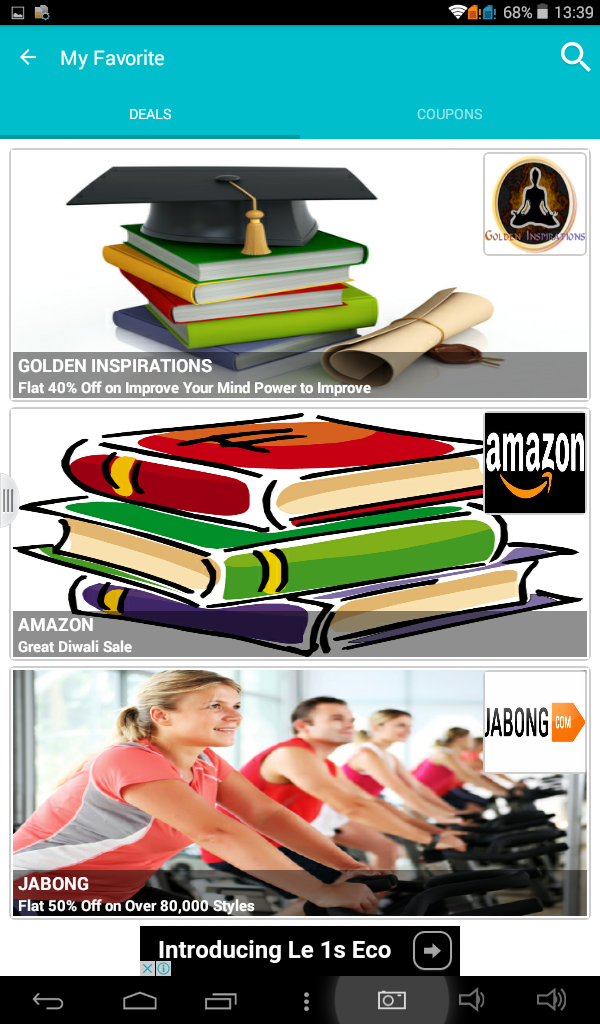 68% 13:39
My Favorite
DEALS COUPONS
GOLDEN INSPIRATIONS
GOLDEN INSPIRATIONS
Flat 40% Off on Improve Your Mind Power to Improve
amazon
AMAZON
Great Diwali Sale
JABONG COM
JABONG
Flat 50% Off on Over 80,000 Styles
Introducing Le 1s Eco